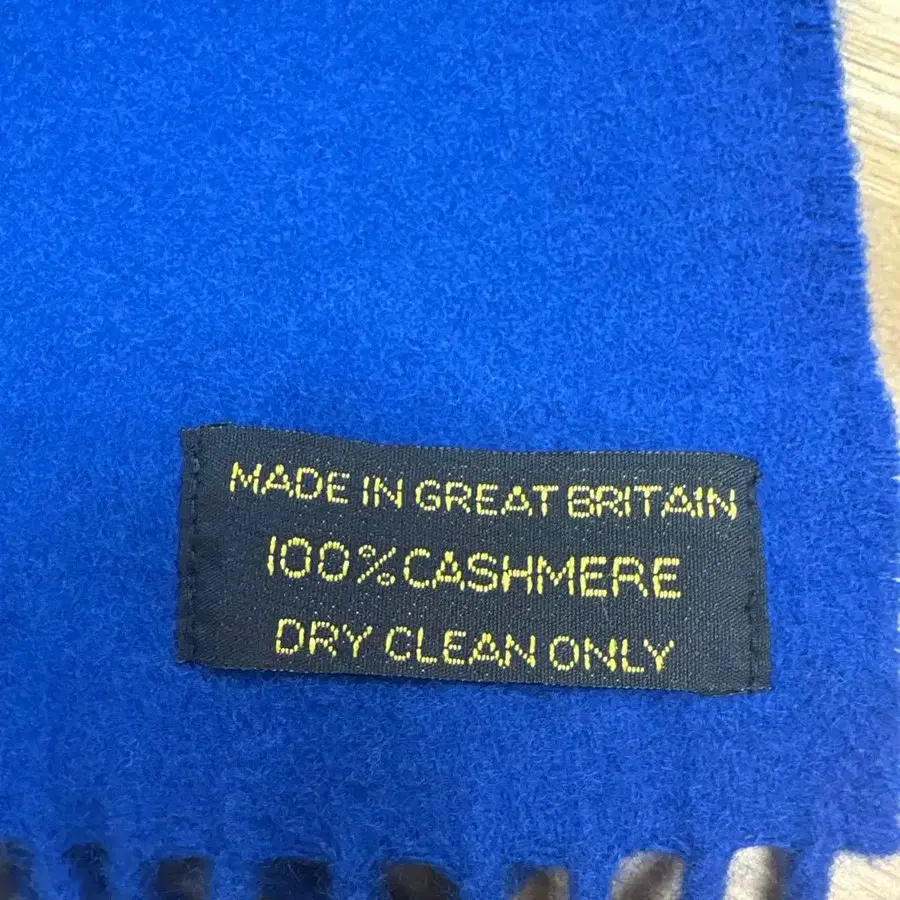 MADE IN GREAT BRITAIN
100% CASHMERE
DRY CLEAN ONLY